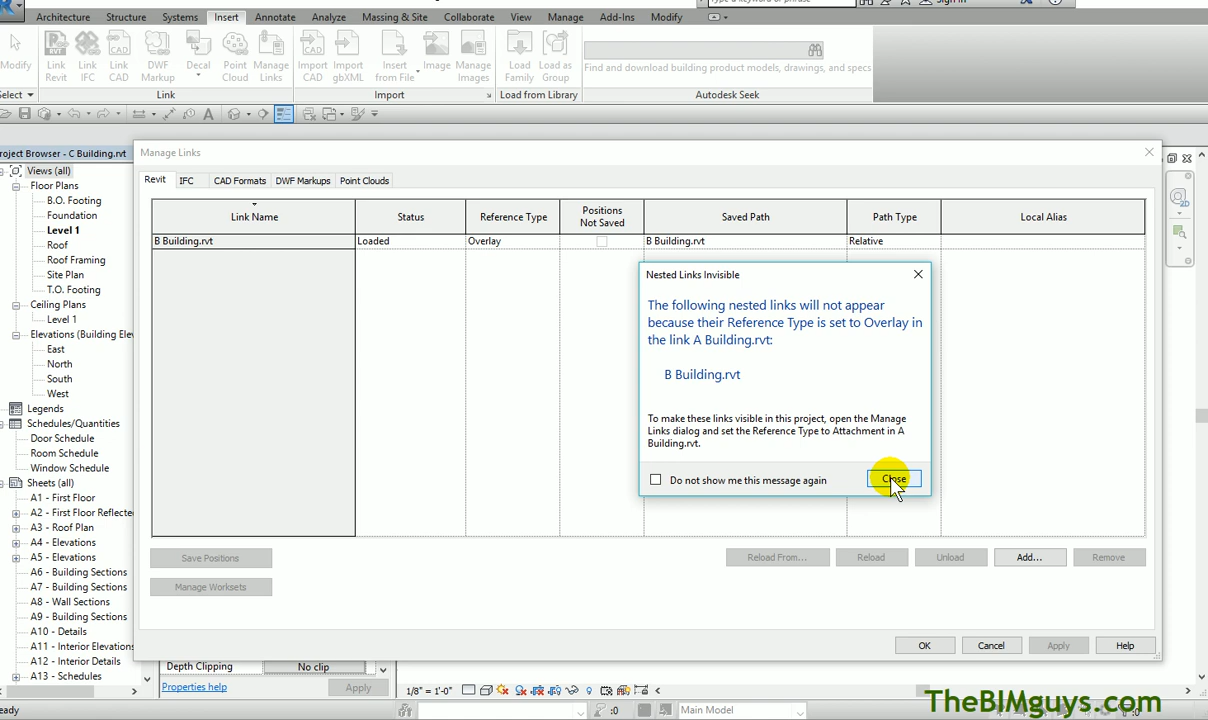 Type a keyword or phrase
Sign In
Architecture Structure Systems Insert Annotate Analyze Massing & Site Collaborate View Manage Add-Ins Modify
Modify
Link Revit
Link IFC
Link CAD
DWF Markup
Decal
Point Cloud
Manage Links
Import CAD
Import gbXML
Insert from File
Image
Manage Images
Load Family
Load as Group
Find and download building product models, drawings, and specs
Select
Link
Import
Load from Library
Autodesk Seek
Project Browser - C Building.rvt
Views (all)
Floor Plans
B.O. Footing
Foundation
Level 1
Roof
Roof Framing
Site Plan
T.O. Footing
Ceiling Plans
Level 1
Elevations (Building Ele
East
North
South
West
Legends
Schedules/Quantities
Door Schedule
Room Schedule
Window Schedule
Sheets (all)
A1 - First Floor
A2 - First Floor Reflecte
A3 - Roof Plan
A4 - Elevations
A5 - Elevations
A6 - Building Sections
A7 - Building Sections
A8 - Wall Sections
A9 - Building Sections
A10 - Details
A11 - Interior Elevations
A12 - Interior Details
A13 - Schedules
Manage Links
Revit IFC CAD Formats DWF Markups Point Clouds
Link Name Status Reference Type Positions Not Saved Saved Path Path Type Local Alias
B Building.rvt Loaded Overlay B Building.rvt Relative
Nested Links Invisible
The following nested links will not appear
because their Reference Type is set to Overlay in
the link A Building.rvt:
B Building.rvt
To make these links visible in this project, open the Manage
Links dialog and set the Reference Type to Attachment in A
Building.rvt.
Do not show me this message again Close
Save Positions Reload From... Reload Unload Add... Remove
Manage Worksets
OK Cancel Apply Help
Depth Clipping No clip
Properties help Apply
1/8" = 1'-0"
Ready
:0
Main Model
TheBIMguys.com